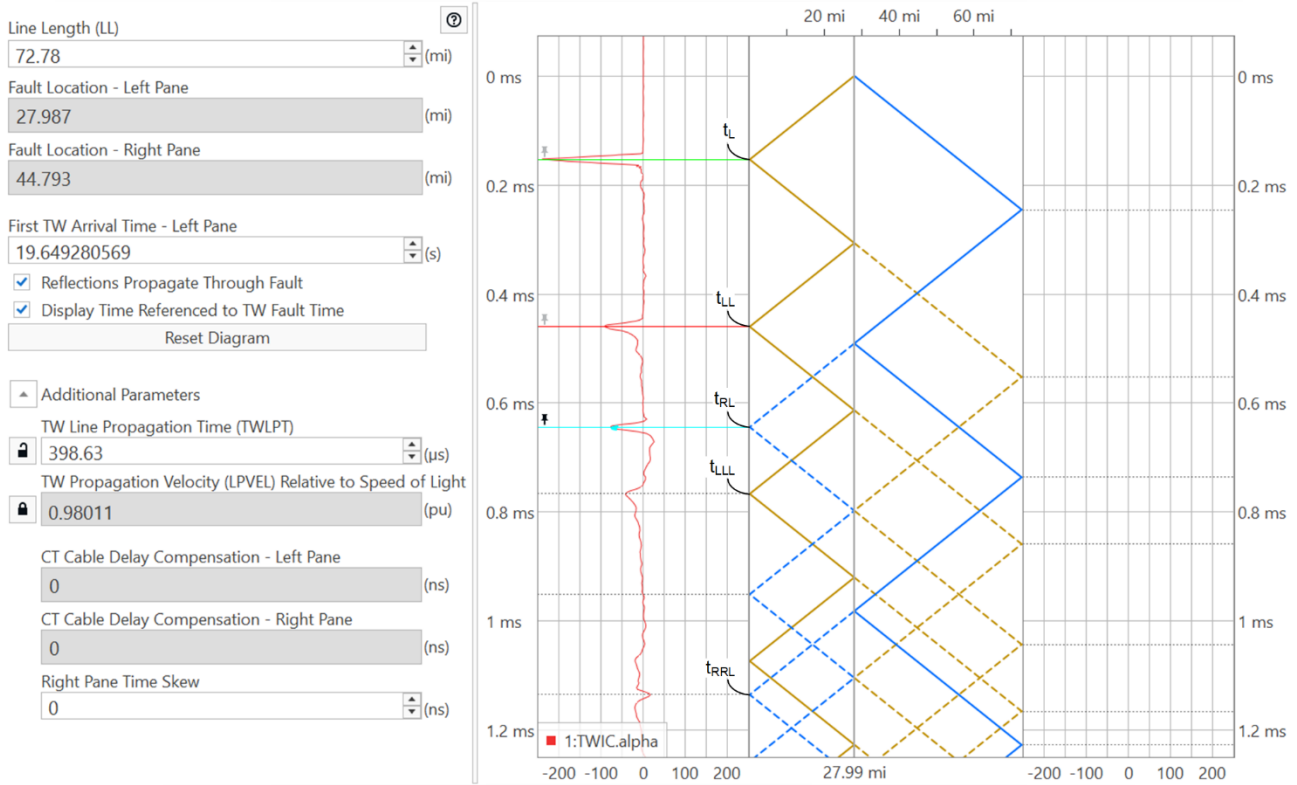 Line Length (LL)
72.78 (mi)
Fault Location - Left Pane
27.987 (mi)
Fault Location - Right Pane
44.793 (mi)
First TW Arrival Time - Left Pane
19.649280569 (s)
Reflections Propagate Through Fault
Display Time Referenced to TW Fault Time
Reset Diagram
Additional Parameters
TW Line Propagation Time (TWLPT)
398.63 (µs)
TW Propagation Velocity (LPVEL) Relative to Speed of Light
0.98011 (pu)
CT Cable Delay Compensation - Left Pane
0 (ns)
CT Cable Delay Compensation - Right Pane
0 (ns)
Right Pane Time Skew
0 (ns)
?
20 mi 40 mi 60 mi
0 ms 0 ms
tL
0.2 ms 0.2 ms
tLL
0.4 ms 0.4 ms
tRL
0.6 ms 0.6 ms
tLLL
0.8 ms 0.8 ms
1 ms 1 ms
tRRL
1.2 ms 1.2 ms
1:TWIC.alpha
-200 -100 0 100 200 27.99 mi -200 -100 0 100 200